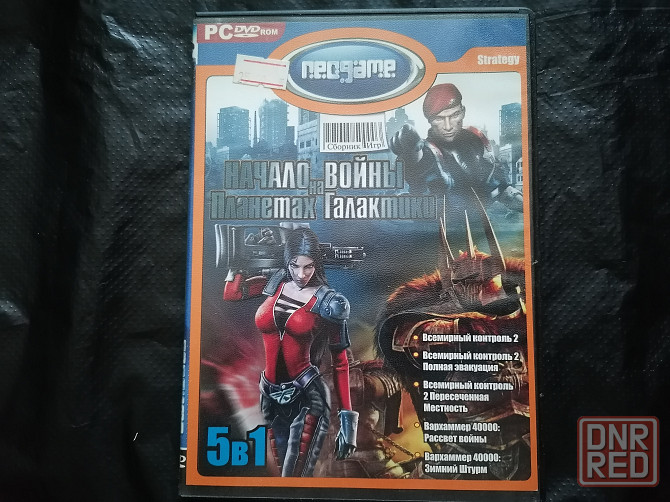 PC DVD ROM
neogame
Strategy
Сборник Игр
НАЧАЛО на ВОЙНЫ
Планетах Галактики
Всемирный контроль 2
Всемирный контроль 2
Полная эвакуация
Всемирный контроль
2 Пересеченная
Местность
Вархаммер 40000:
Рассвет войны
Вархаммер 40000:
Зимний Штурм
5в1
DNR
RED